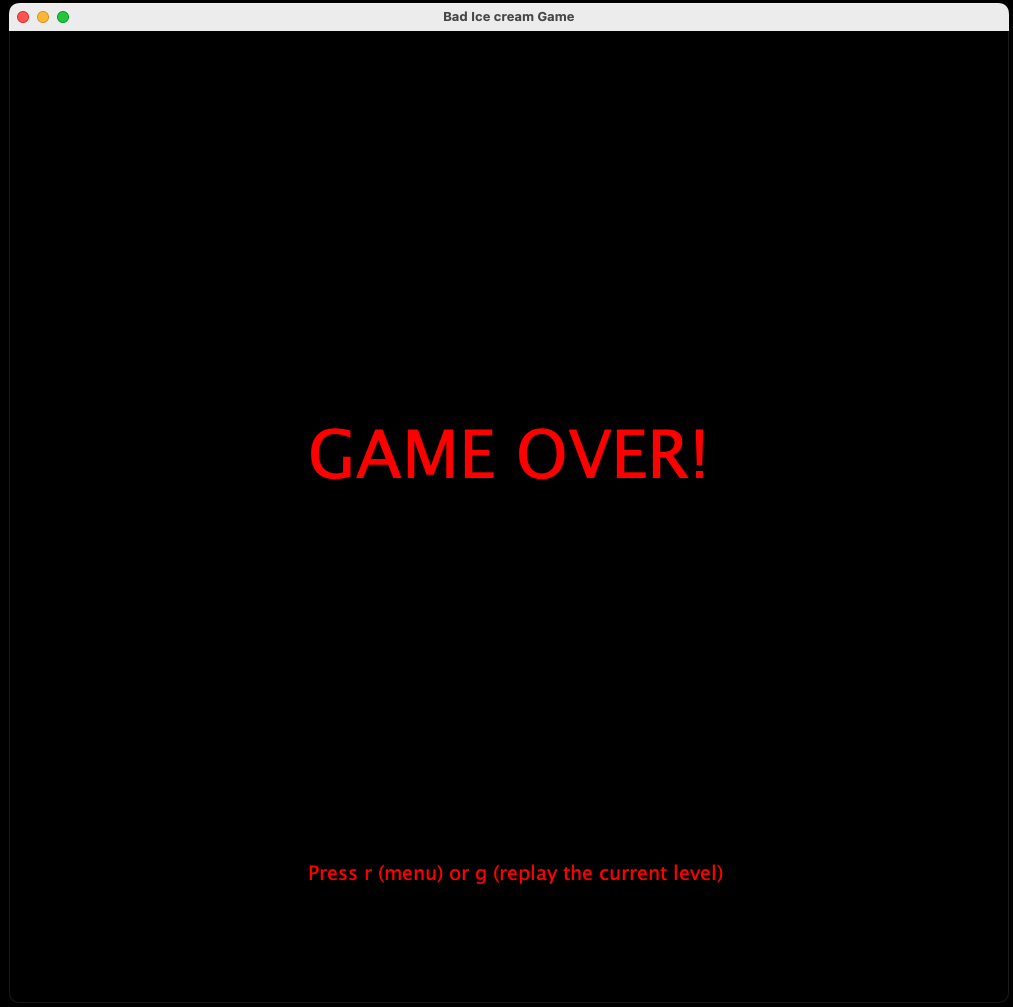 Bad Ice cream Game
GAME OVER!
Press r (menu) or g (replay the current level)